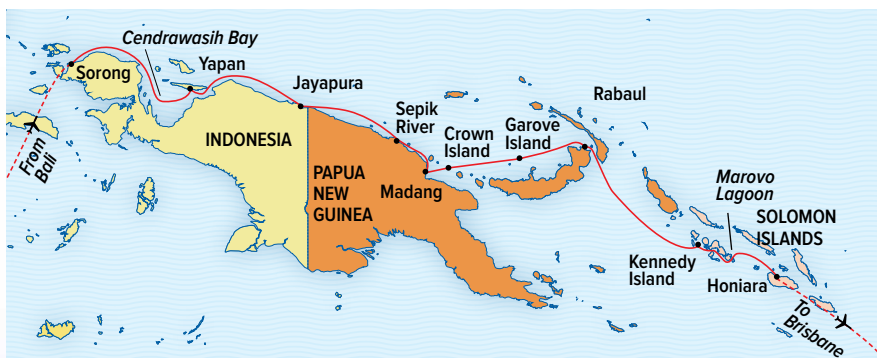 Cendrawasih Bay
Sorong
Yapan
Jayapura
Rabaul
Sepik
River
Crown
Island
Garove
Island
From
Bali
INDONESIA
PAPUA
NEW
GUINEA
Madang
Marovo
Lagoon
SOLOMON
ISLANDS
Kennedy
Island
Honiara
To
Brisbane